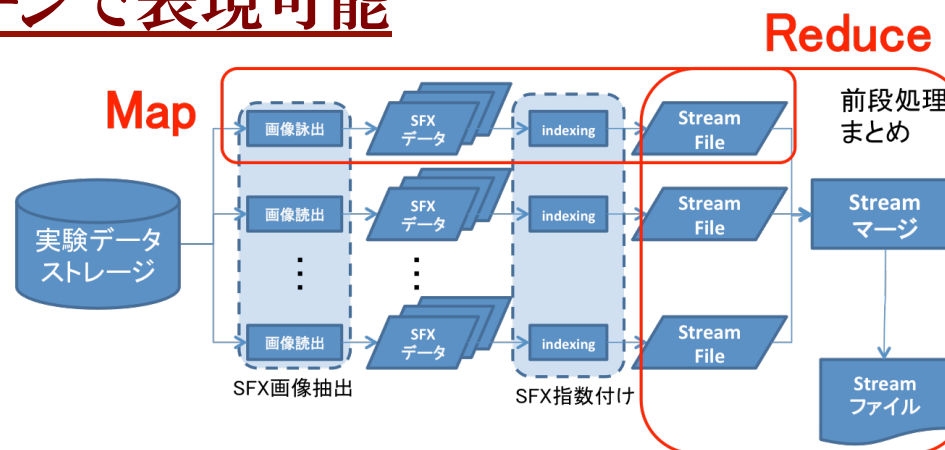 ーンで表現可能
Reduce
Map
前段処理
まとめ
画像詠出
SFX
データ
indexing
Stream
File
実験データ
ストレージ
画像読出
SFX
データ
indexing
Stream
File
Stream
マージ
画像読出
SFX
データ
indexing
Stream
File
SFX画像抽出
SFX指数付け
Stream
ファイル